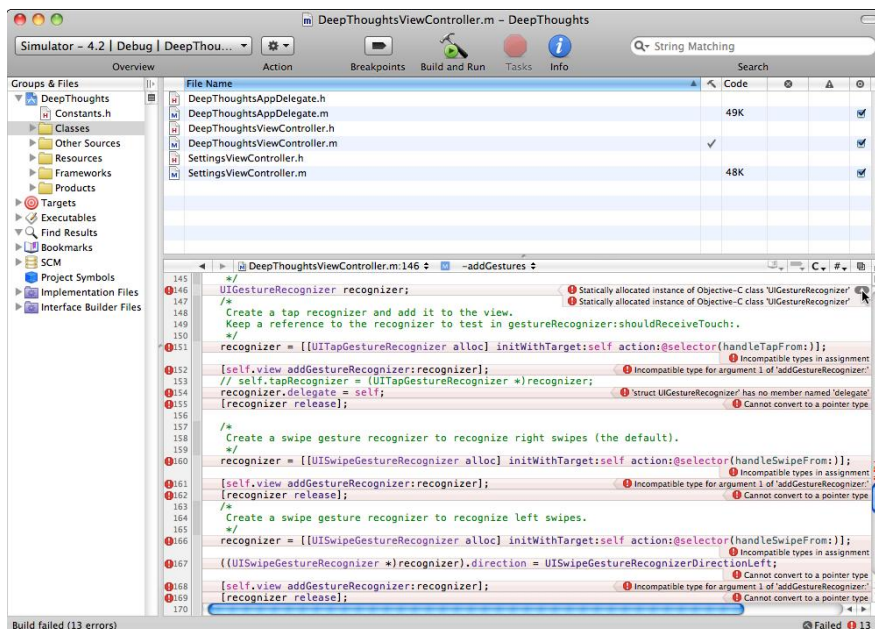 DeepThoughtsViewController.m – DeepThoughts
Simulator – 4.2 | Debug | DeepThou...
Overview
Action
Breakpoints
Build and Run
Tasks
Info
String Matching
Search
Groups & Files
DeepThoughts
Constants.h
Classes
Other Sources
Resources
Frameworks
Products
Targets
Executables
Find Results
Bookmarks
SCM
Project Symbols
Implementation Files
Interface Builder Files
File Name
Code
DeepThoughtsAppDelegate.h
DeepThoughtsAppDelegate.m 49K
DeepThoughtsViewController.h
DeepThoughtsViewController.m
SettingsViewController.h
SettingsViewController.m 48K
DeepThoughtsViewController.m:146 -addGestures C #
145 */
146 UIGestureRecognizer recognizer; Statically allocated instance of Objective-C class 'UIGestureRecognizer'
147 /* Statically allocated instance of Objective-C class 'UIGestureRecognizer'
148 Create a tap recognizer and add it to the view.
149 Keep a reference to the recognizer to test in gestureRecognizer:shouldReceiveTouch:.
150 */
151 recognizer = [[UITapGestureRecognizer alloc] initWithTarget:self action:@selector(handleTapFrom:)];
Incompatible types in assignment
152 [self.view addGestureRecognizer:recognizer]; Incompatible type for argument 1 of 'addGestureRecognizer:'
153 // self.tapRecognizer = (UITapGestureRecognizer *)recognizer;
154 recognizer.delegate = self; 'struct UIGestureRecognizer' has no member named 'delegate'
155 [recognizer release]; Cannot convert to a pointer type
156
157 /*
158 Create a swipe gesture recognizer to recognize right swipes (the default).
159 */
160 recognizer = [[UISwipeGestureRecognizer alloc] initWithTarget:self action:@selector(handleSwipeFrom:)];
Incompatible types in assignment
161 [self.view addGestureRecognizer:recognizer]; Incompatible type for argument 1 of 'addGestureRecognizer:'
162 [recognizer release]; Cannot convert to a pointer type
163 /*
164 Create a swipe gesture recognizer to recognize left swipes.
165 */
166 recognizer = [[UISwipeGestureRecognizer alloc] initWithTarget:self action:@selector(handleSwipeFrom:)];
Incompatible types in assignment
167 ((UISwipeGestureRecognizer *)recognizer).direction = UISwipeGestureRecognizerDirectionLeft;
Cannot convert to a pointer type
168 [self.view addGestureRecognizer:recognizer]; Incompatible type for argument 1 of 'addGestureRecognizer:'
169 [recognizer release]; Cannot convert to a pointer type
170
Build failed (13 errors)
Failed 13